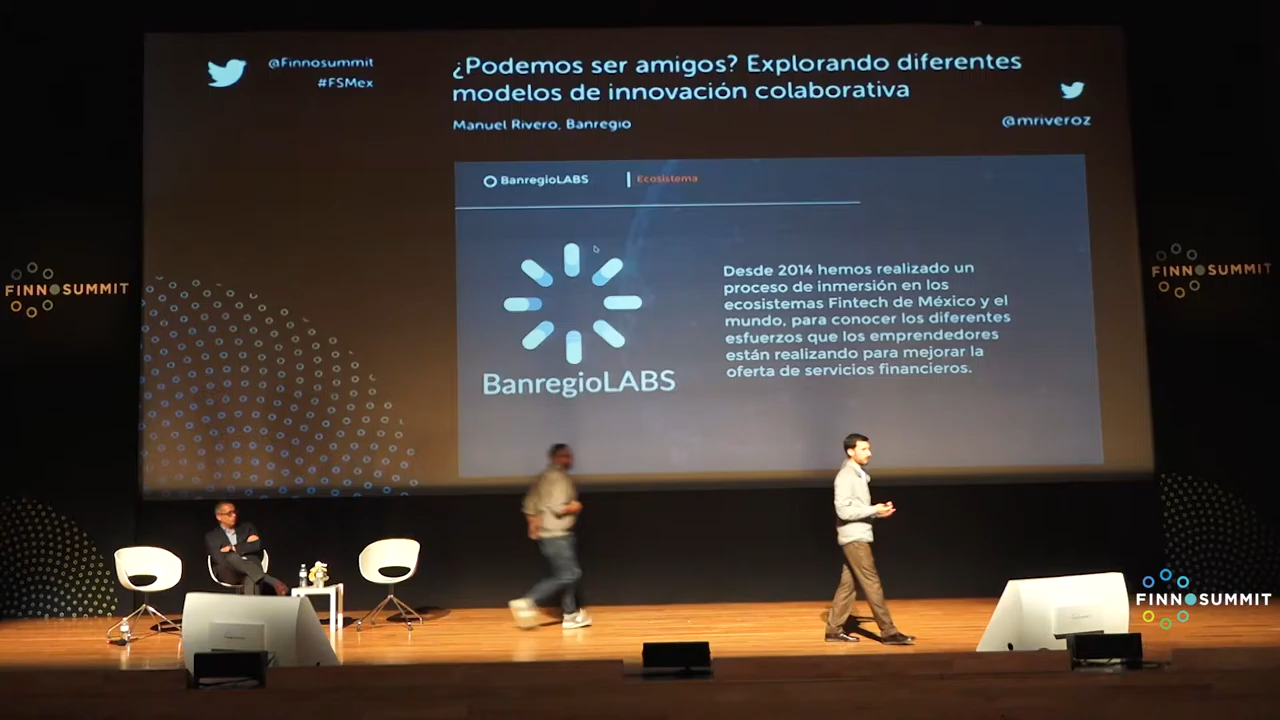 @Finnosummit
#FSMex
¿Podemos ser amigos? Explorando diferentes
modelos de innovación colaborativa
Manuel Rivero, Banregio
@mriveroz
BanregioLABS
Ecosistema
BanregioLABS
Desde 2014 hemos realizado un
proceso de inmersión en los
ecosistemas Fintech de México y el
mundo, para conocer los diferentes
esfuerzos que los emprendedores
están realizando para mejorar la
oferta de servicios financieros.
FINNOSUMMIT
FINNOSUMMIT
FINNOSUMMIT